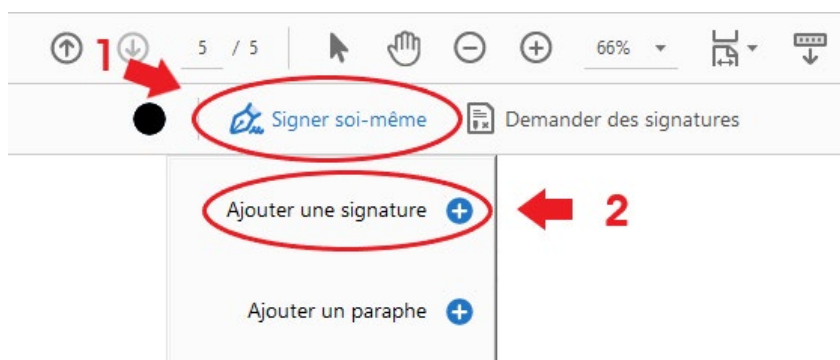 1
5 / 5
66%
Signer soi-même
Demander des signatures
Ajouter une signature
2
Ajouter un paraphe